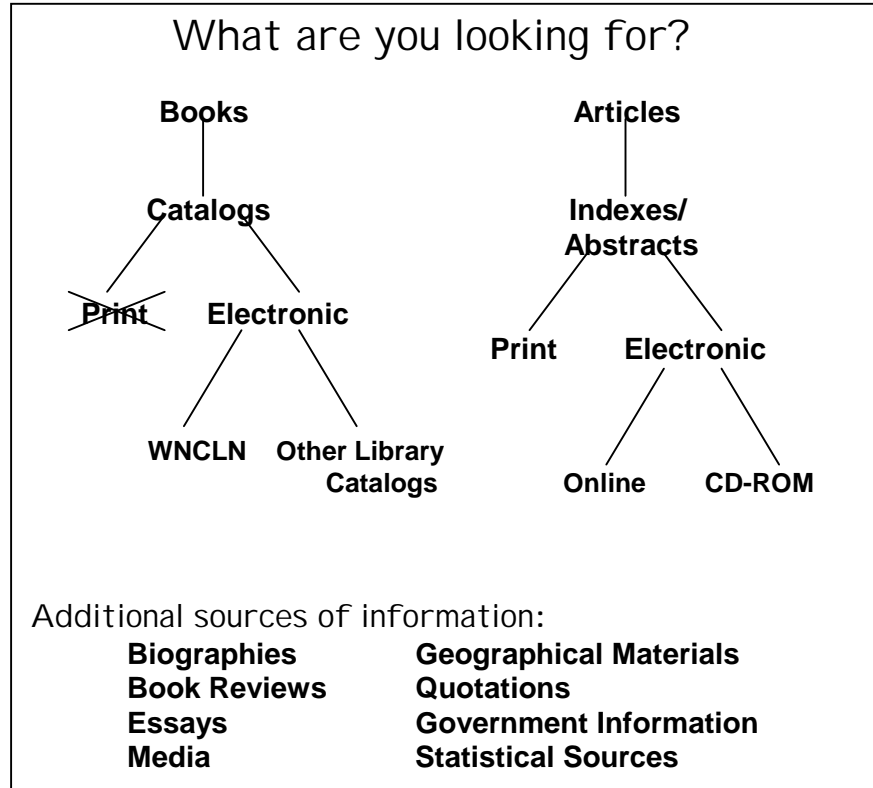 What are you looking for?
Books
Articles
Catalogs
Indexes/
Abstracts
Print
Electronic
Print
Electronic
WNCLN
Other Library
Catalogs
Online
CD-ROM
Additional sources of information:
Biographies
Geographical Materials
Book Reviews
Quotations
Essays
Government Information
Media
Statistical Sources